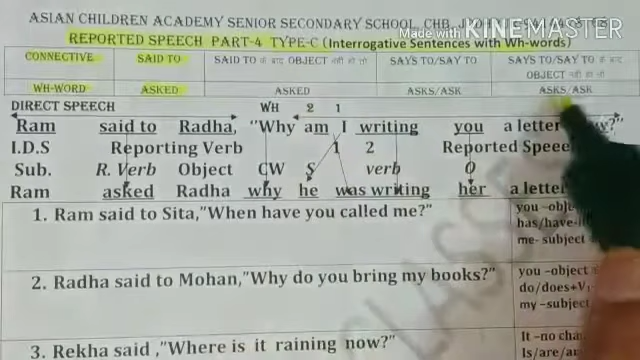 ASIAN CHILDREN ACADEMY SENIOR SECONDARY SCHOOL, CHB,
Made with KINEMASTER
REPORTED SPEECH PART-4 TYPE-C (Interrogative Sentences with Wh-words)
CONNECTIVE SAID TO SAID TO के बाद OBJECT नही हो तो SAYS TO/SAY TO SAYS TO/SAY TO के बाद
OBJECT नही हो तो
WH-WORD ASKED ASKED ASKS/ASK ASKS/ASK
DIRECT SPEECH WH 2 1
Ram said to Radha, "Why am I writing you a letter
I.D.S Reporting Verb 1 2 Reported
Sub. R. Verb Object CW S verb O
Ram asked Radha why he was writing her a letter
1. Ram said to Sita,"When have you called me?" you –obje
has/have–
me- subject
2. Radha said to Mohan,"Why do you bring my books?" you -object
do/does+V₁
my –subject
3. Rekha said ,"Where is it raining now?" It –no cha
Is/are/am